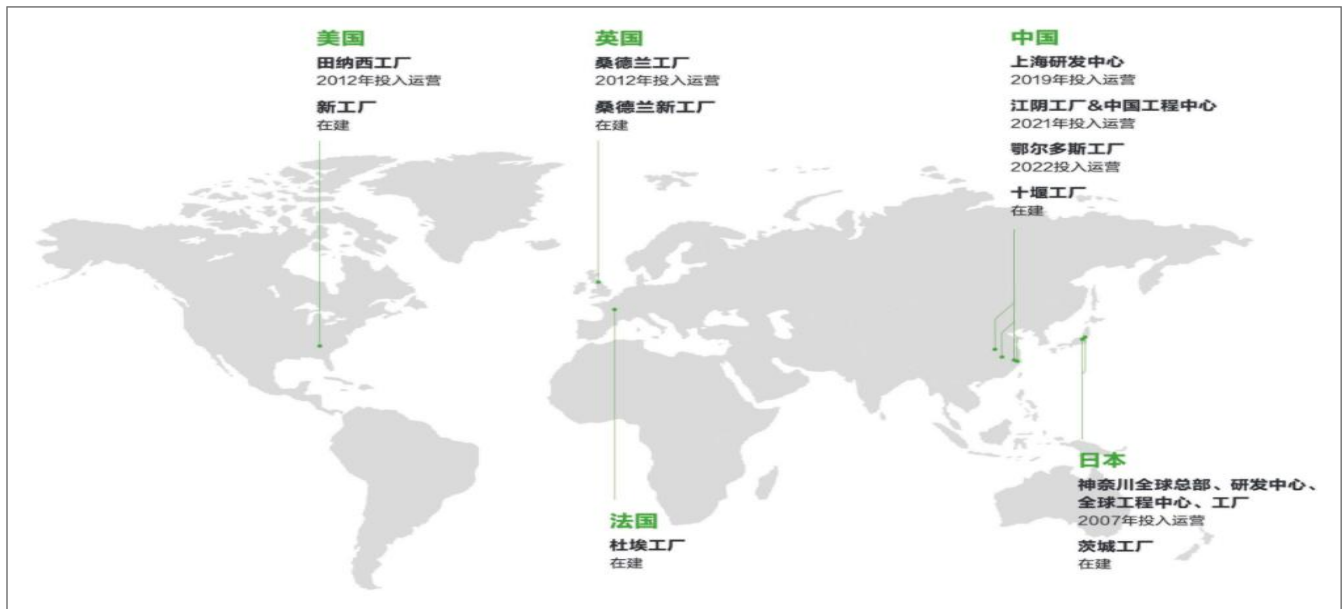 美国
田纳西工厂
2012年投入运营
新工厂
在建
英国
桑德兰工厂
2012年投入运营
桑德兰新工厂
在建
中国
上海研发中心
2019年投入运营
江阴工厂&中国工程中心
2021年投入运营
鄂尔多斯工厂
2022投入运营
十堰工厂
在建
法国
杜埃工厂
在建
日本
神奈川全球总部、研发中心、
全球工程中心、工厂
2007年投入运营
茨城工厂
在建